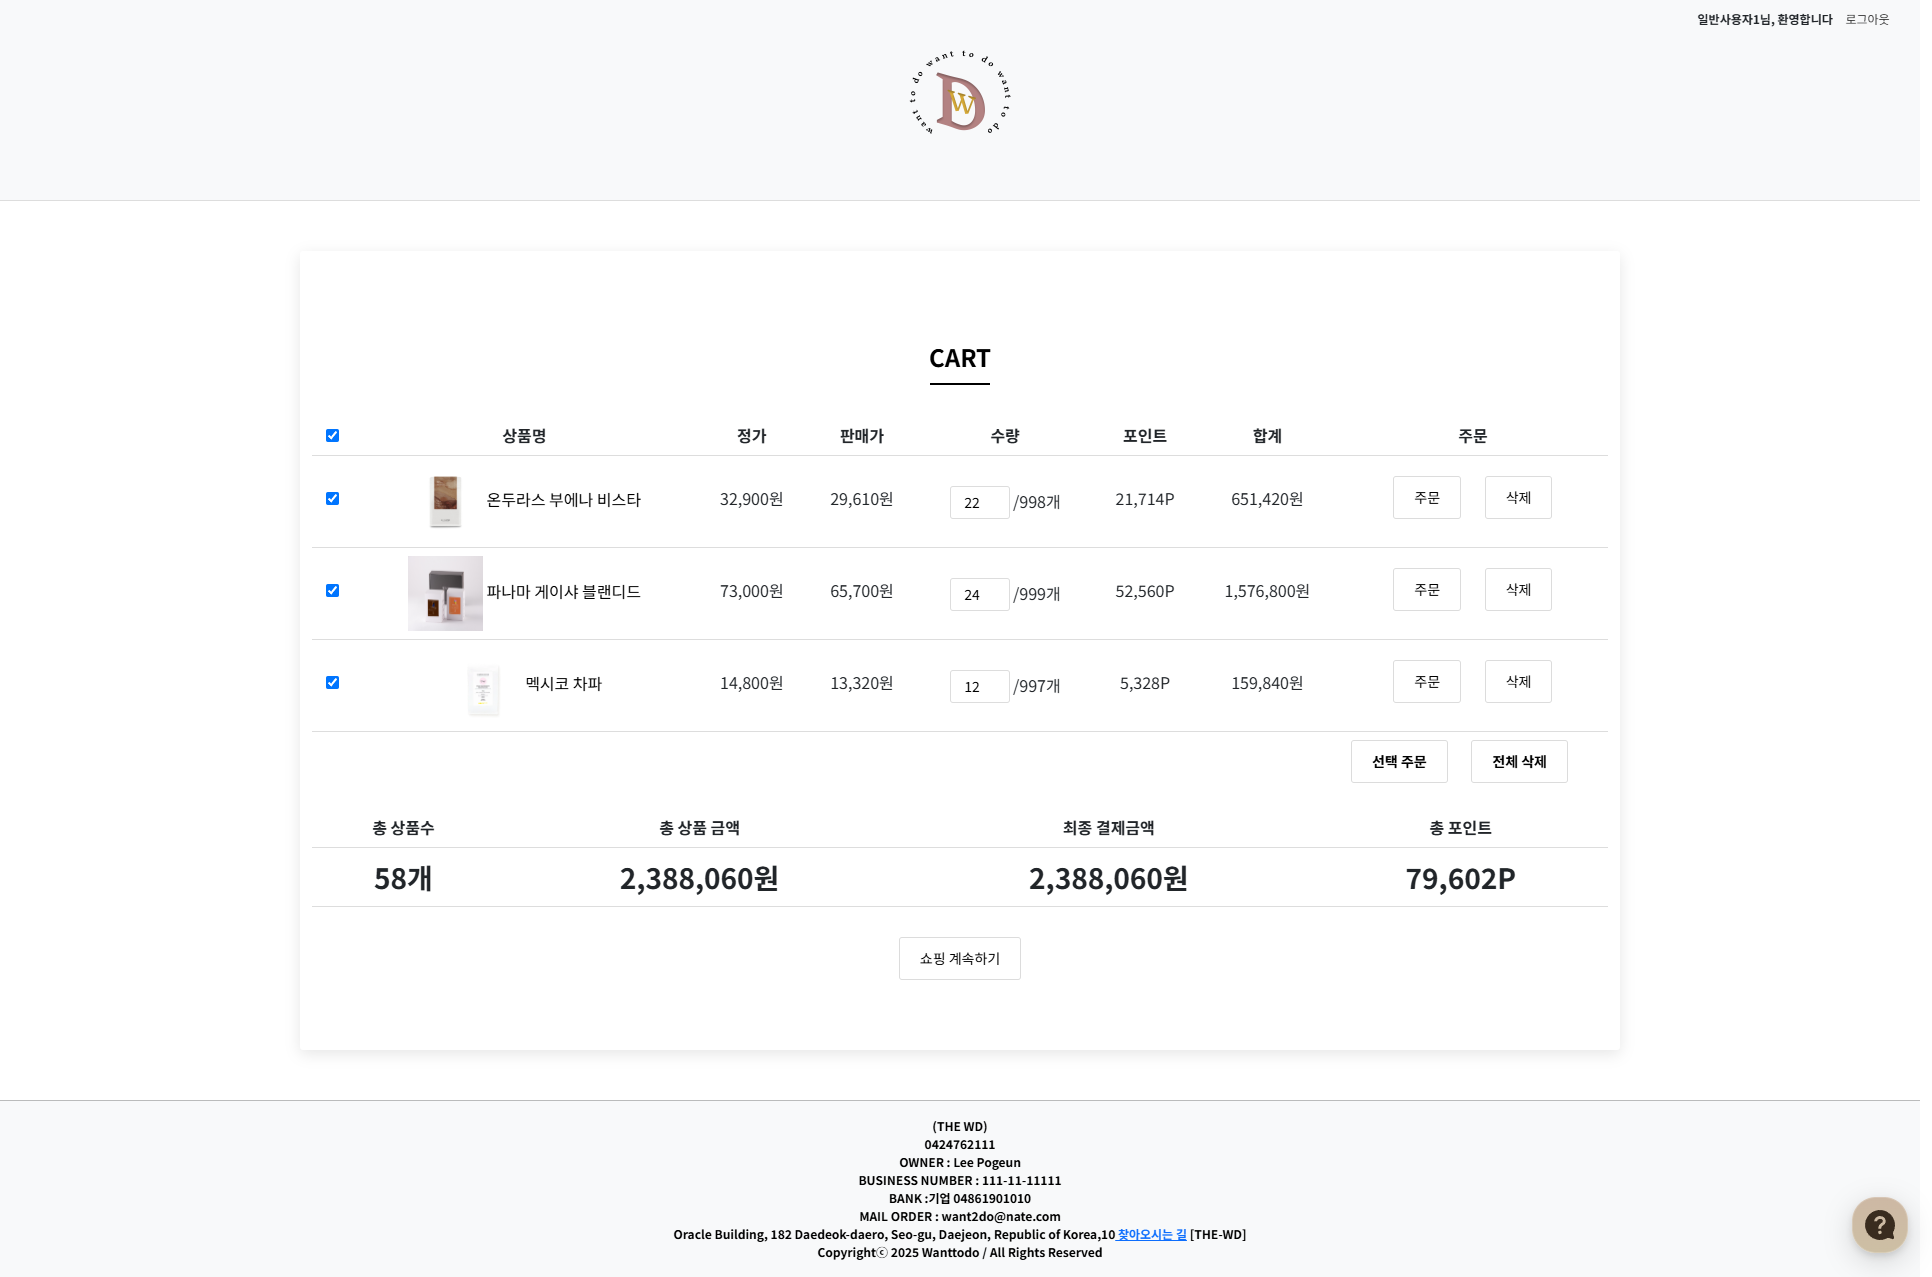 일반사용자1님, 환영합니다 로그아웃
want to do want to do want to do
D W
CART
상품명 정가 판매가 수량 포인트 합계 주문
온두라스 부에나 비스타 32,900원 29,610원 22 /998개 21,714P 651,420원 주문 삭제
파나마 게이샤 블랜디드 73,000원 65,700원 24 /999개 52,560P 1,576,800원 주문 삭제
멕시코 차파 14,800원 13,320원 12 /997개 5,328P 159,840원 주문 삭제
선택 주문 전체 삭제
총 상품수 총 상품 금액 최종 결제금액 총 포인트
58개 2,388,060원 2,388,060원 79,602P
쇼핑 계속하기
(THE WD)
0424762111
OWNER : Lee Pogeun
BUSINESS NUMBER : 111-11-11111
BANK :기업 04861901010
MAIL ORDER : want2do@nate.com
Oracle Building, 182 Daedeok-daero, Seo-gu, Daejeon, Republic of Korea,10 찾아오시는 길 [THE-WD]
Copyrightⓒ 2025 Wanttodo / All Rights Reserved
?